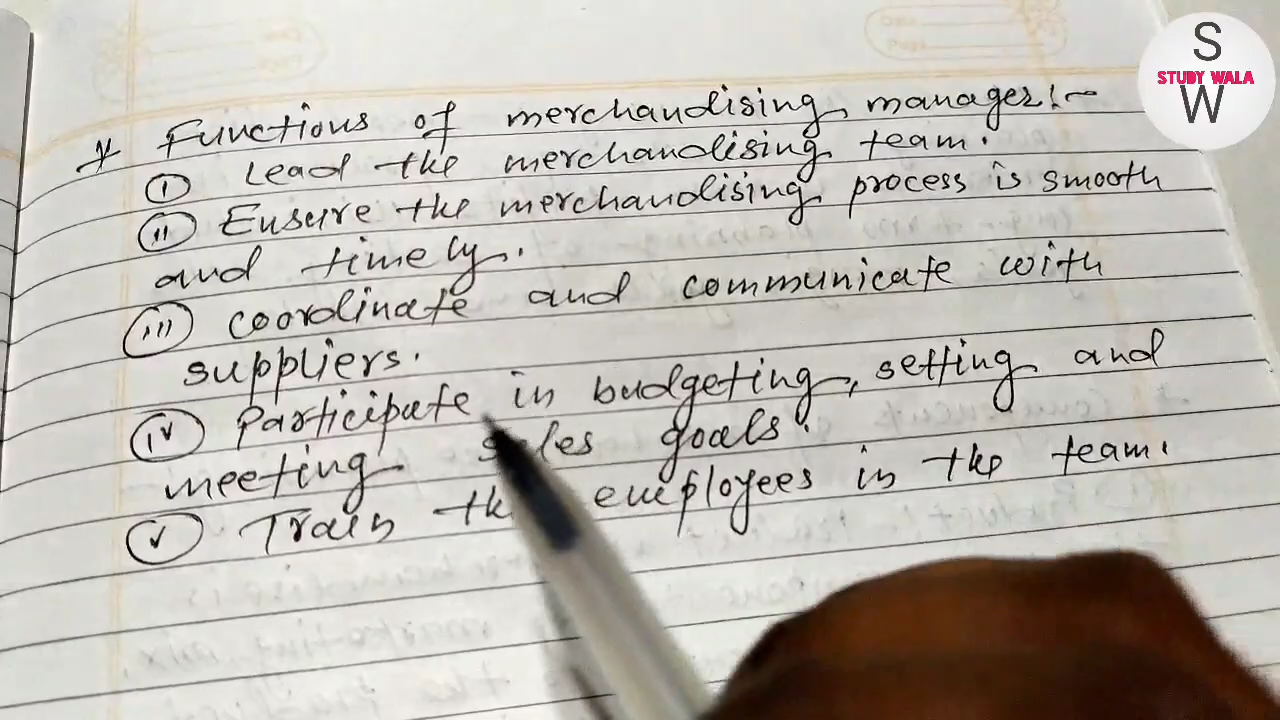 S
STUDY WALA
W
* Functions of merchandising manager:-
(i) Lead the merchandising team.
(ii) Ensure the merchandising process is smooth
and timely.
(iii) coordinate and communicate with
suppliers.
(iv) Participate in budgeting, setting and
meeting sales goals.
(v) Train the employees in the team.